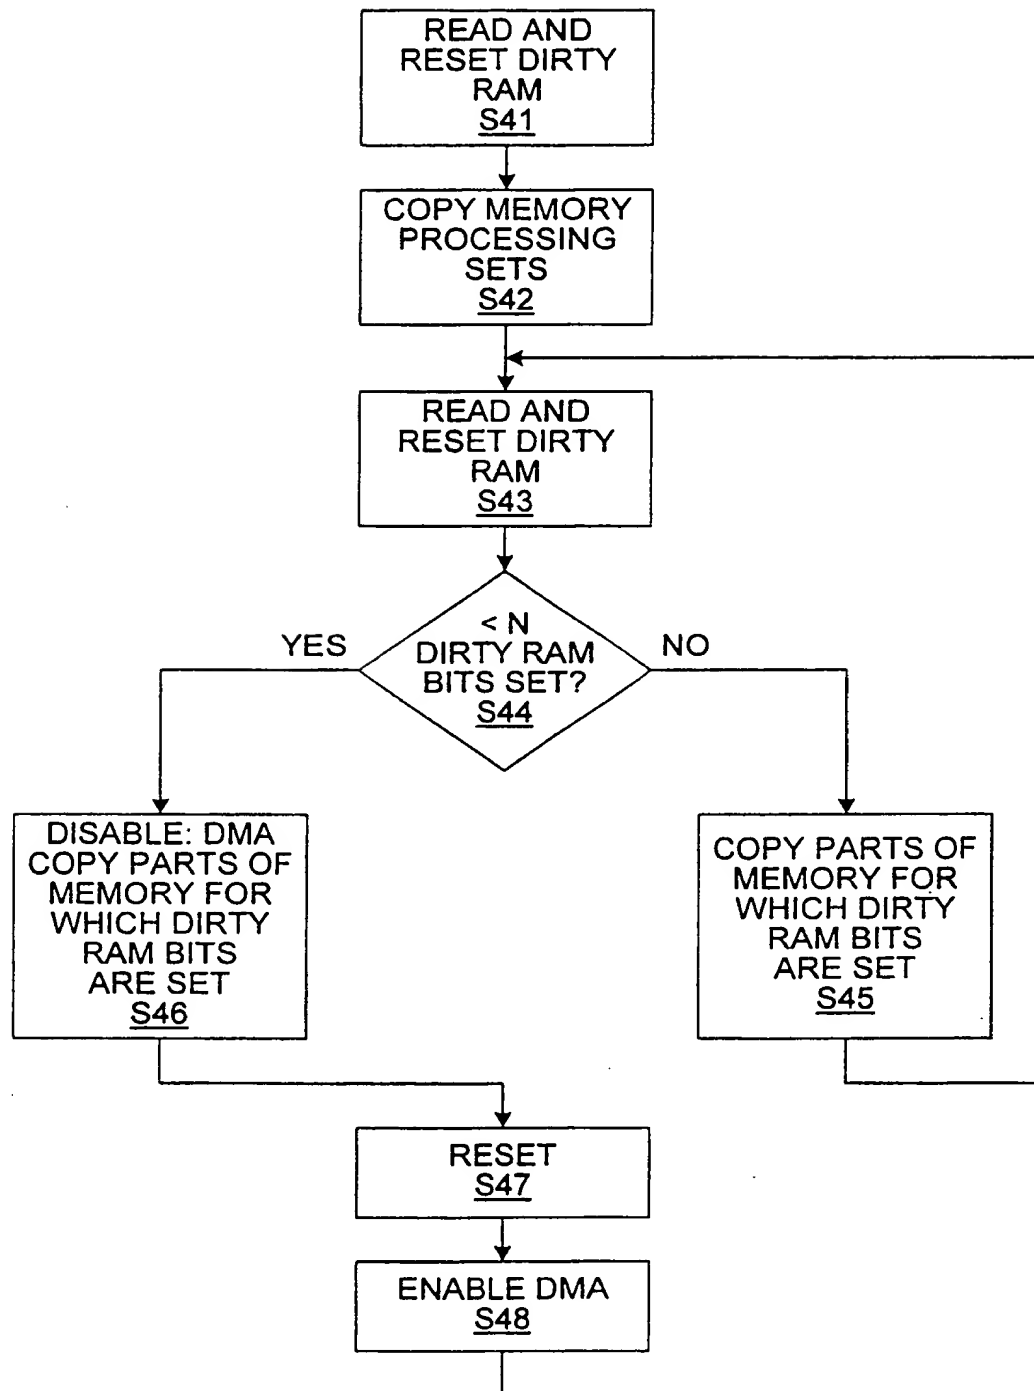 READ AND
RESET DIRTY
RAM
S41
COPY MEMORY
PROCESSING
SETS
S42
READ AND
RESET DIRTY
RAM
S43
< N
DIRTY RAM
BITS SET?
S44
YES
NO
DISABLE: DMA
COPY PARTS OF
MEMORY FOR
WHICH DIRTY
RAM BITS
ARE SET
S46
COPY PARTS OF
MEMORY FOR
WHICH DIRTY
RAM BITS
ARE SET
S45
RESET
S47
ENABLE DMA
S48